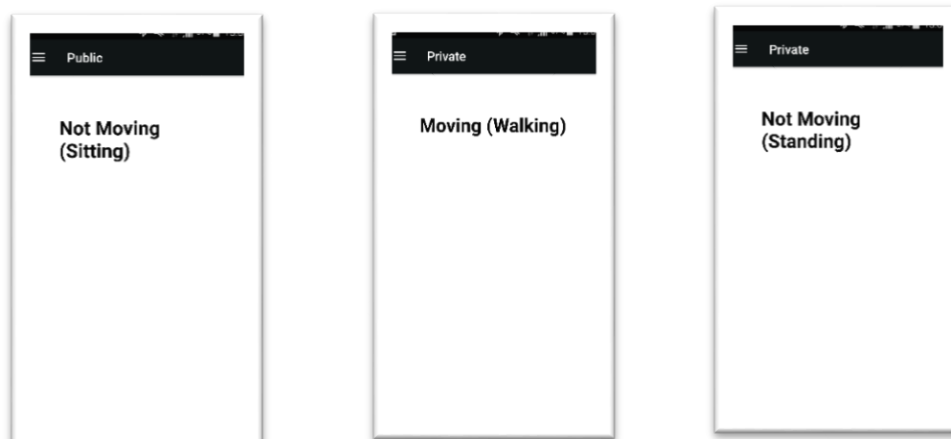 Public
Not Moving
(Sitting)
Private
Moving (Walking)
Private
Not Moving
(Standing)